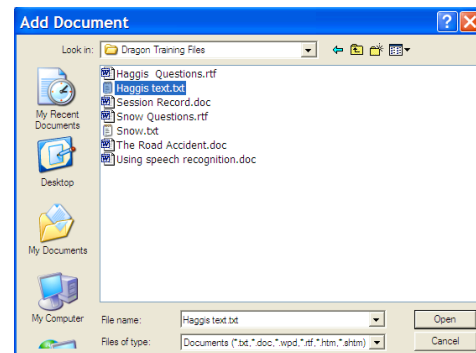 Add Document
Look in: Dragon Training Files
Haggis Questions.rtf
Haggis text.txt
Session Record.doc
Snow Questions.rtf
Snow.txt
The Road Accident.doc
Using speech recognition.doc
My Recent
Documents
Desktop
My Documents
My Computer
File name: Haggis text.txt Open
Files of type: Documents (*.txt,*.doc,*.wpd,*.rtf,*.htm,*.shtm) Cancel